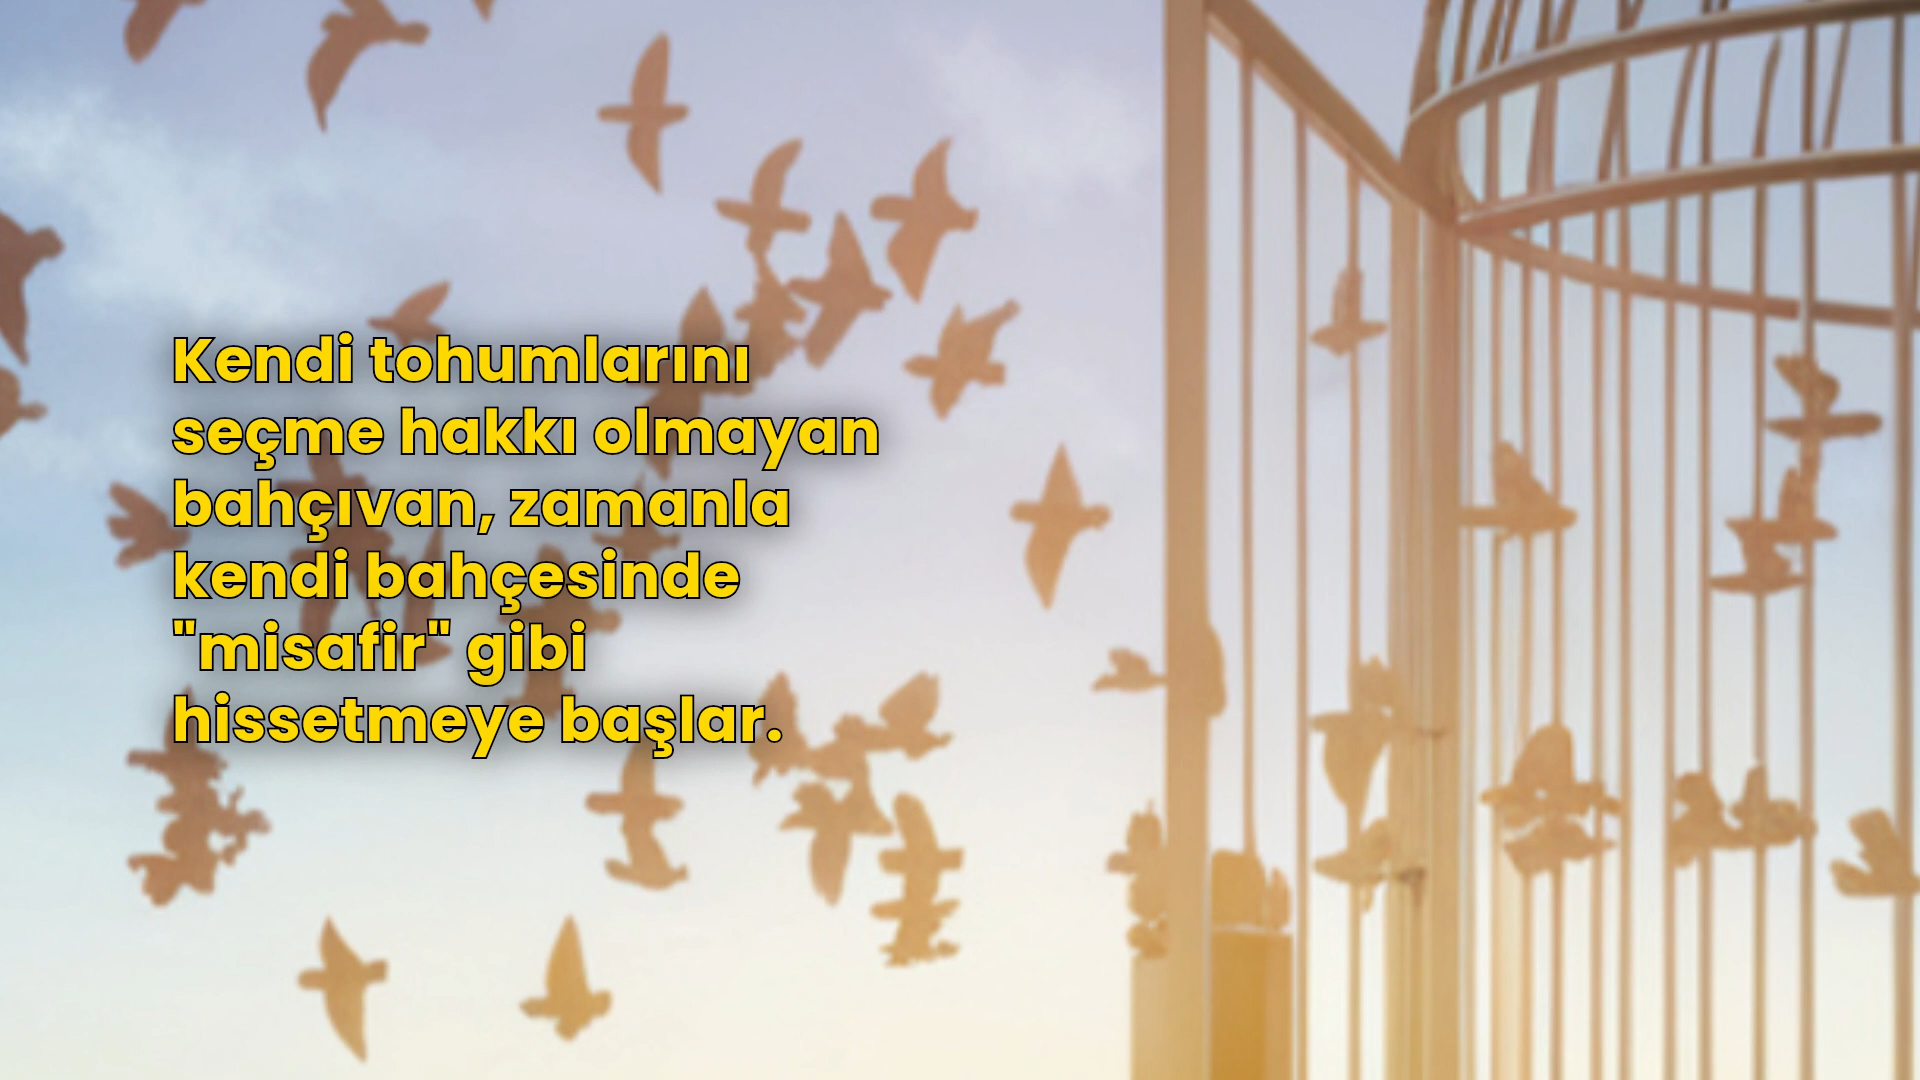 Kendi tohumlarını
seçme hakkı olmayan
bahçıvan, zamanla
kendi bahçesinde
"misafir" gibi
hissetmeye başlar.